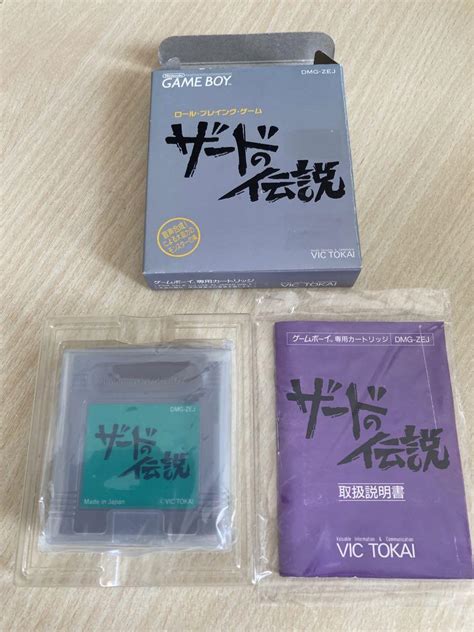 Nintendo
GAME BOY
DMG-ZEJ
ロール・プレイング・ゲーム
ザードの
伝説
VIC TOKAI
ゲームボーイ専用カートリッジ
DMG-ZEJ
ザードの
伝説
Made in Japan
©VIC TOKAI
ゲームボーイ専用カートリッジ
DMG-ZEJ
ザードの
伝説
取扱説明書
Valuable Information & Communication
VIC TOKAI